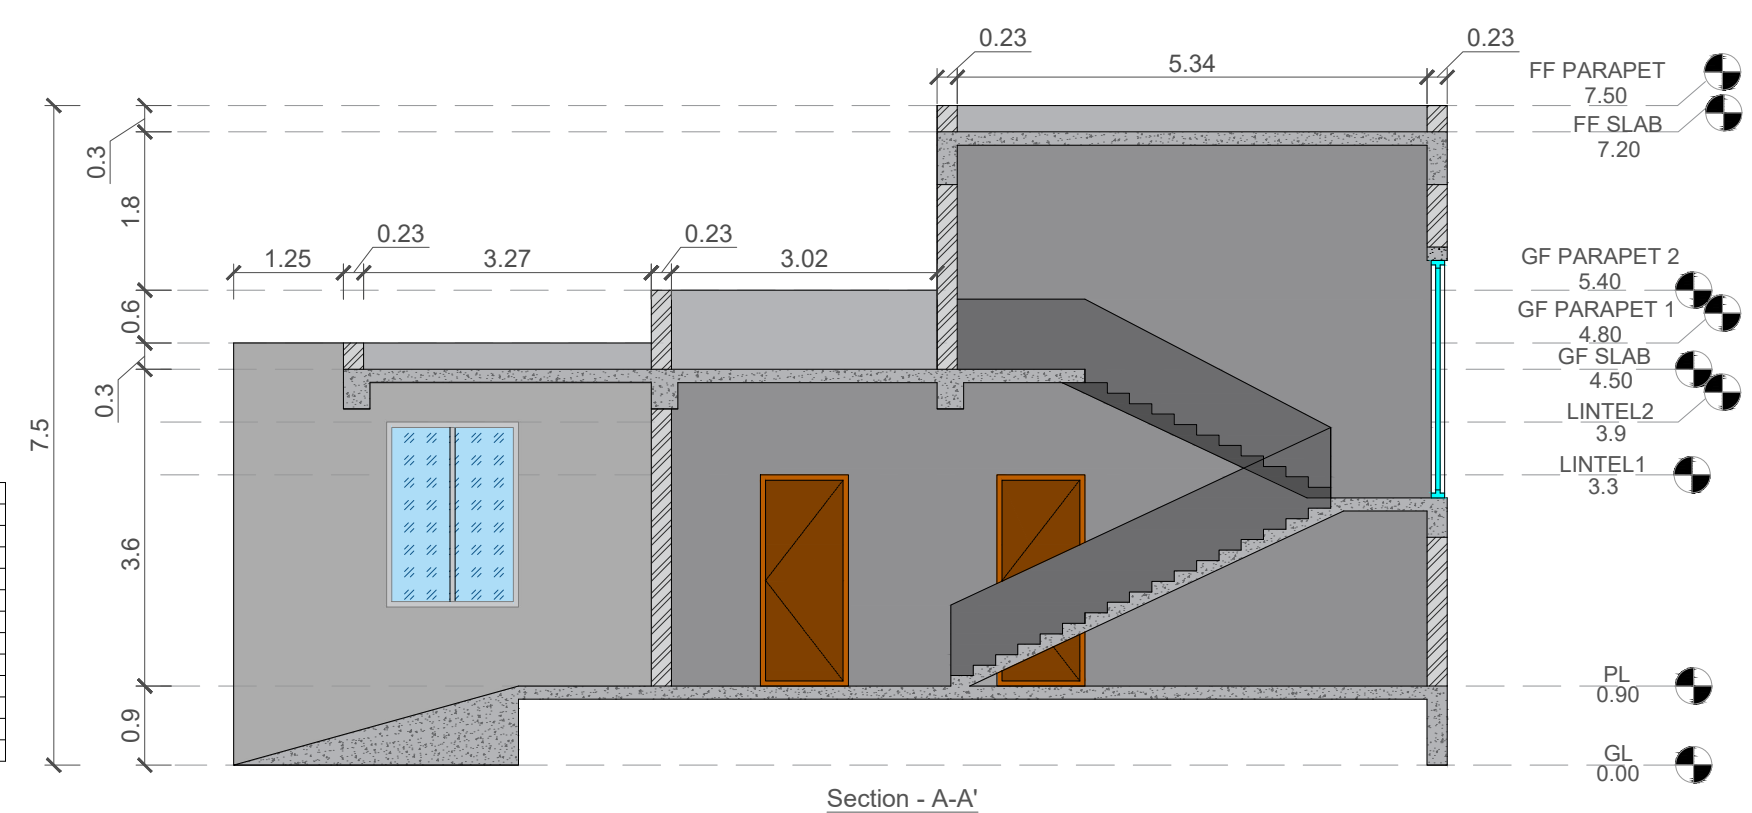 0.23
0.23
5.34
FF PARAPET
7.50
FF SLAB
7.20
0.3
1.8
0.23
0.23
1.25
3.27
3.02
GF PARAPET 2
5.40
GF PARAPET 1
4.80
GF SLAB
4.50
0.6
0.3
LINTEL2
3.9
7.5
LINTEL1
3.3
3.6
PL
0.90
0.9
GL
0.00
Section - A-A'